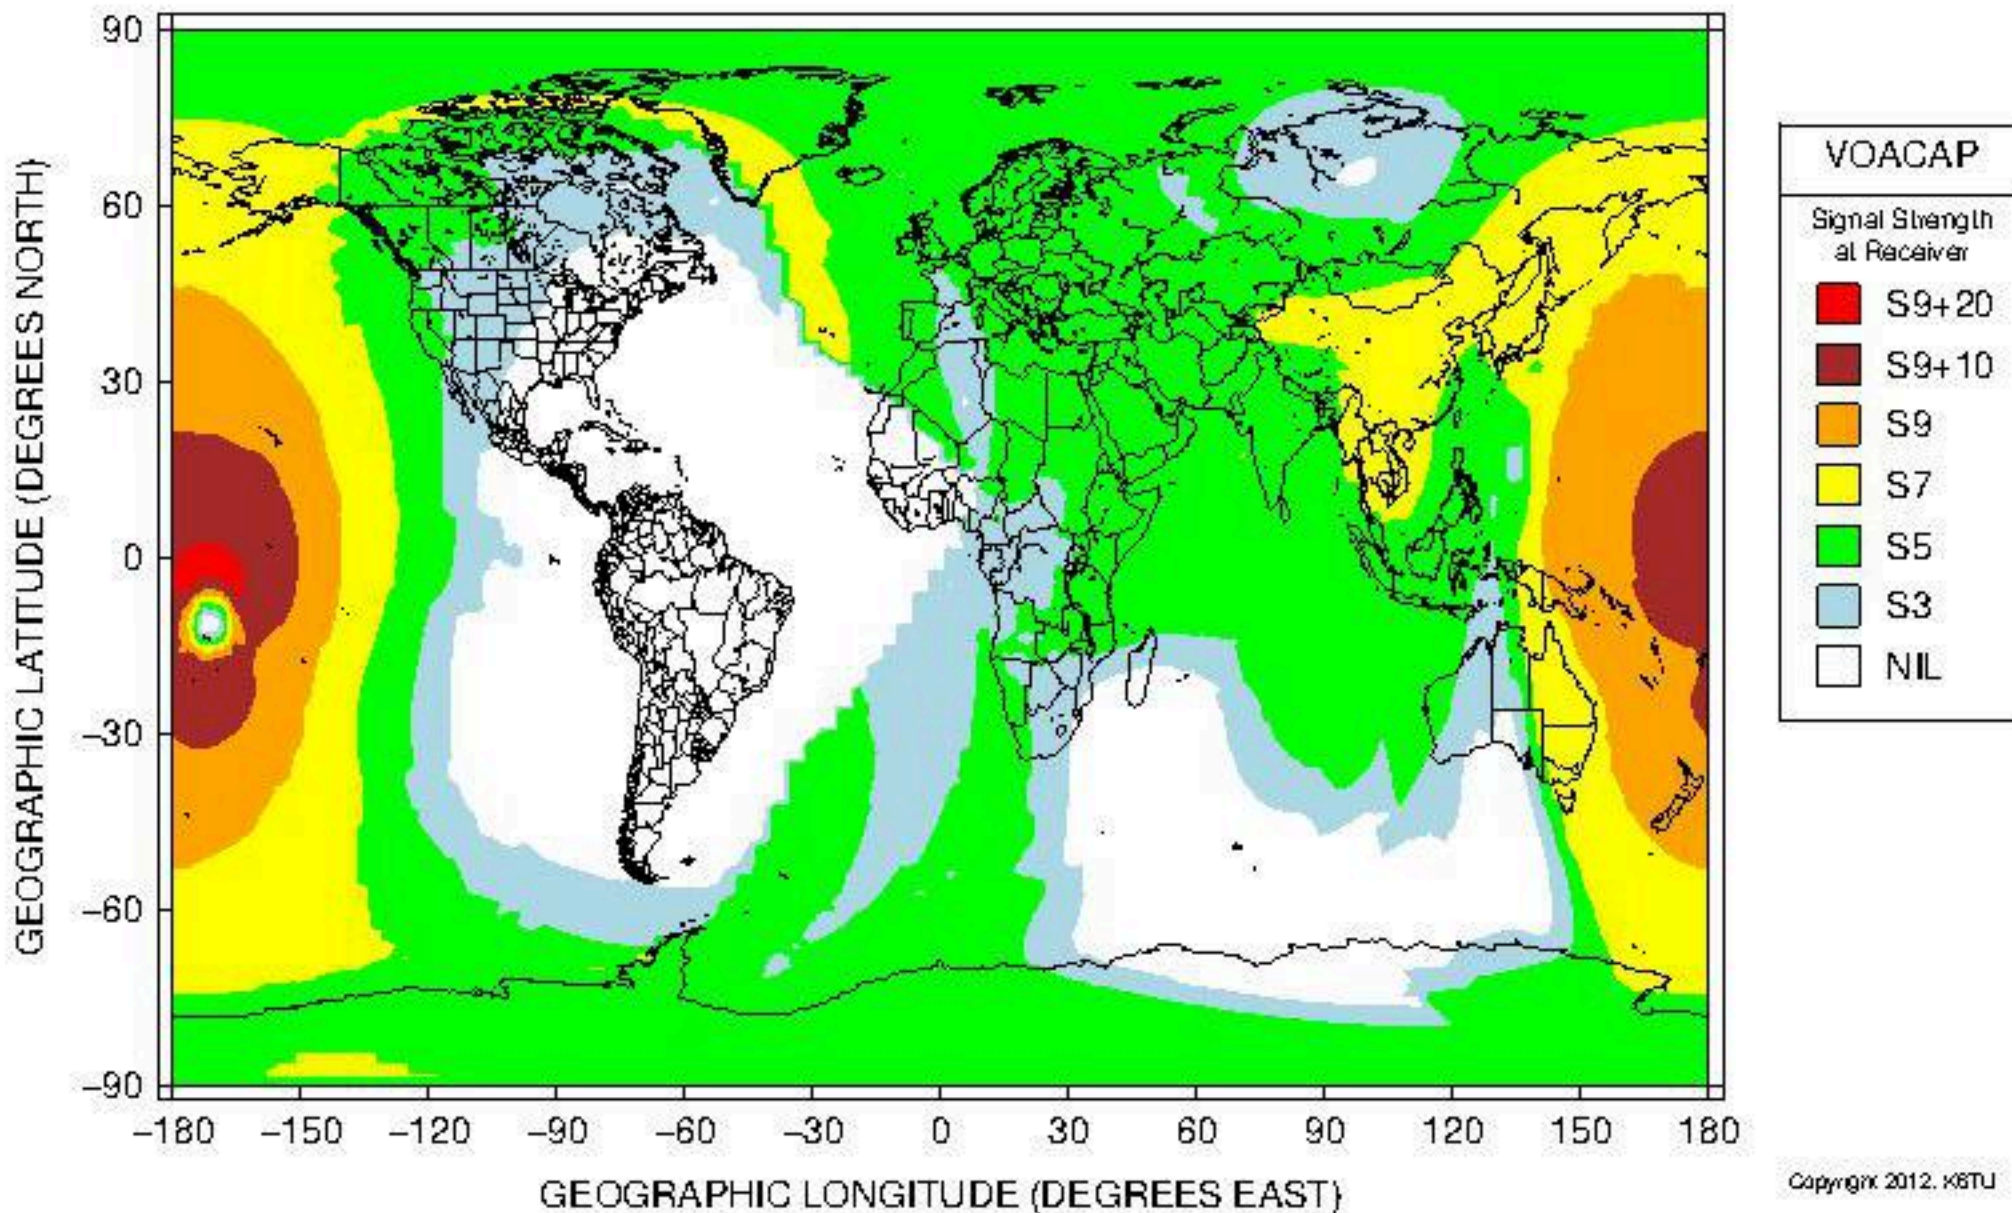 90
60
30
0
−30
−60
−90
GEOGRAPHIC LATITUDE (DEGREES NORTH)
−180 −150 −120 −90 −60 −30 0 30 60 90 120 150 180
GEOGRAPHIC LONGITUDE (DEGREES EAST)
VOACAP
Signal Strength
at Receiver
S9+20
S9+10
S9
S7
S5
S3
NIL
Copyright 2012, K6TU